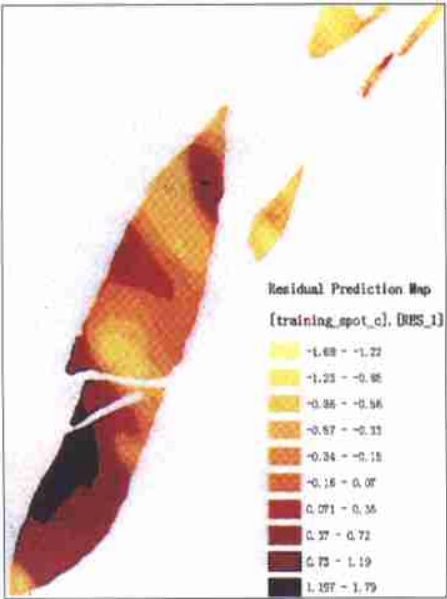 Residual Prediction Map
[training_spot_c].[RES_1]
-1.69 - -1.22
-1.23 - -0.85
-0.86 - -0.56
-0.57 - -0.33
-0.34 - -0.15
-0.16 - 0.07
0.071 - 0.36
0.37 - 0.72
0.73 - 1.19
1.197 - 1.79